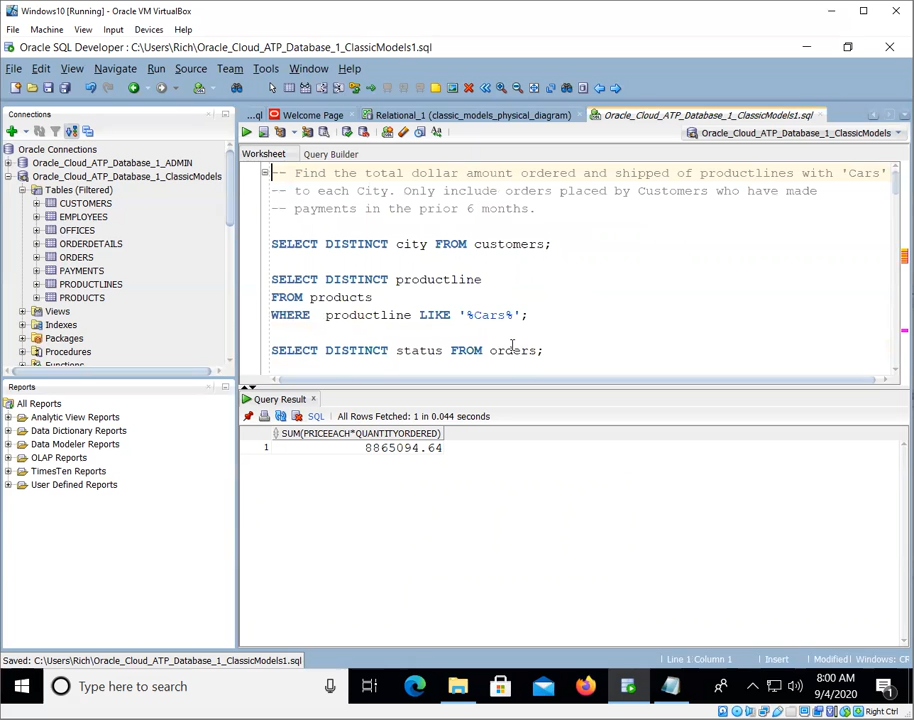 Windows10 [Running] - Oracle VM VirtualBox
File Machine View Input Devices Help
Oracle SQL Developer : C:\Users\Rich\Oracle_Cloud_ATP_Database_1_ClassicModels1.sql
File Edit View Navigate Run Source Team Tools Window Help
Connections
Oracle Connections
Oracle_Cloud_ATP_Database_1_ADMIN
Oracle_Cloud_ATP_Database_1_ClassicModels
Tables (Filtered)
CUSTOMERS
EMPLOYEES
OFFICES
ORDERDETAILS
ORDERS
PAYMENTS
PRODUCTLINES
PRODUCTS
Views
Indexes
Packages
Procedures
Functions
Reports
All Reports
Analytic View Reports
Data Dictionary Reports
Data Modeler Reports
OLAP Reports
TimesTen Reports
User Defined Reports
...ql Welcome Page Relational_1 (classic_models_physical_diagram) Oracle_Cloud_ATP_Database_1_ClassicModels1.sql
Oracle_Cloud_ATP_Database_1_ClassicModels
Worksheet Query Builder
-- Find the total dollar amount ordered and shipped of productlines with 'Cars'
-- to each City. Only include orders placed by Customers who have made
-- payments in the prior 6 months.
SELECT DISTINCT city FROM customers;
SELECT DISTINCT productline
FROM products
WHERE productline LIKE '%Cars%';
SELECT DISTINCT status FROM orders;
Query Result
SQL | All Rows Fetched: 1 in 0.044 seconds
SUM(PRICEEACH*QUANTITYORDERED)
1 8865094.64
Saved: C:\Users\Rich\Oracle_Cloud_ATP_Database_1_ClassicModels1.sql
Line 1 Column 1 Insert Modified Windows: CF
Type here to search
8:00 AM
9/4/2020
1
Right Ctrl